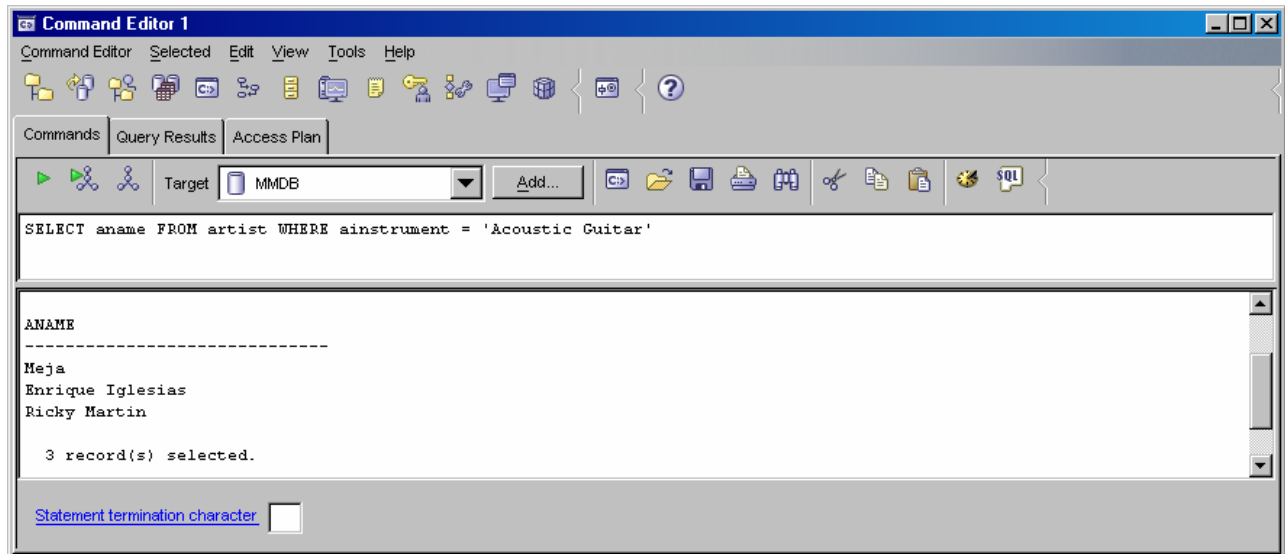 Command Editor 1
Command Editor Selected Edit View Tools Help
Commands Query Results Access Plan
Target MMDB Add... SQL
SELECT aname FROM artist WHERE ainstrument = 'Acoustic Guitar'
ANAME
------------------------------
Meja
Enrique Iglesias
Ricky Martin
3 record(s) selected.
Statement termination character